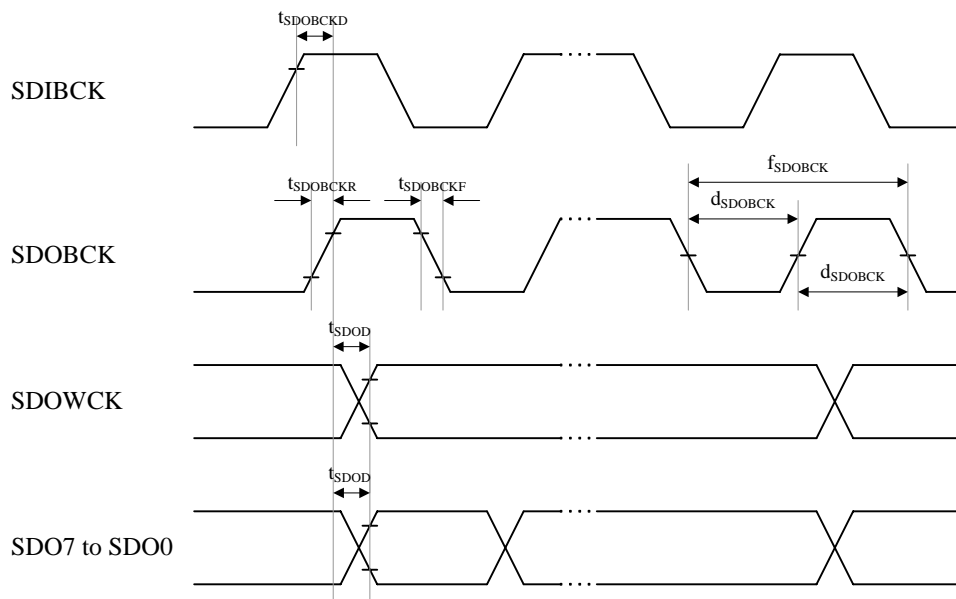 tSDOBCKD
SDIBCK
fSDOBCK
tSDOBCKR
tSDOBCKF
dSDOBCK
SDOBCK
dSDOBCK
tSDOD
SDOWCK
tSDOD
SDO7 to SDO0